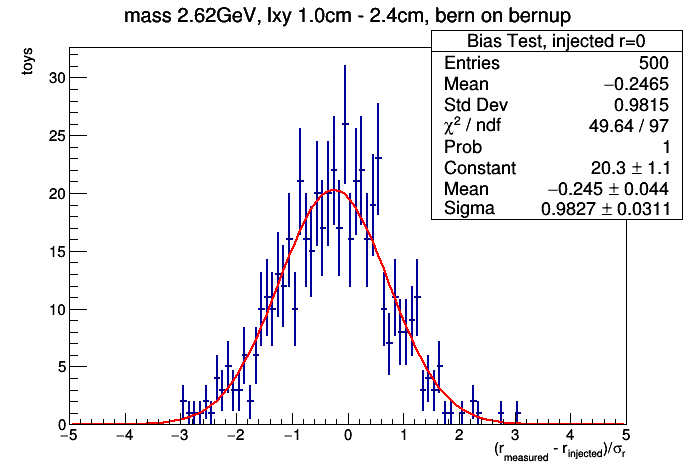 mass 2.62GeV, lxy 1.0cm - 2.4cm, bern on bernup
Bias Test, injected r=0
Entries 500
Mean −0.2465
Std Dev 0.9815
χ² / ndf 49.64 / 97
Prob 1
Constant 20.3 ± 1.1
Mean −0.245 ± 0.044
Sigma 0.9827 ± 0.0311
toys
30
25
20
15
10
5
0
−5 −4 −3 −2 −1 0 1 2 3 4 5
(r_measured - r_injected)/σ_r